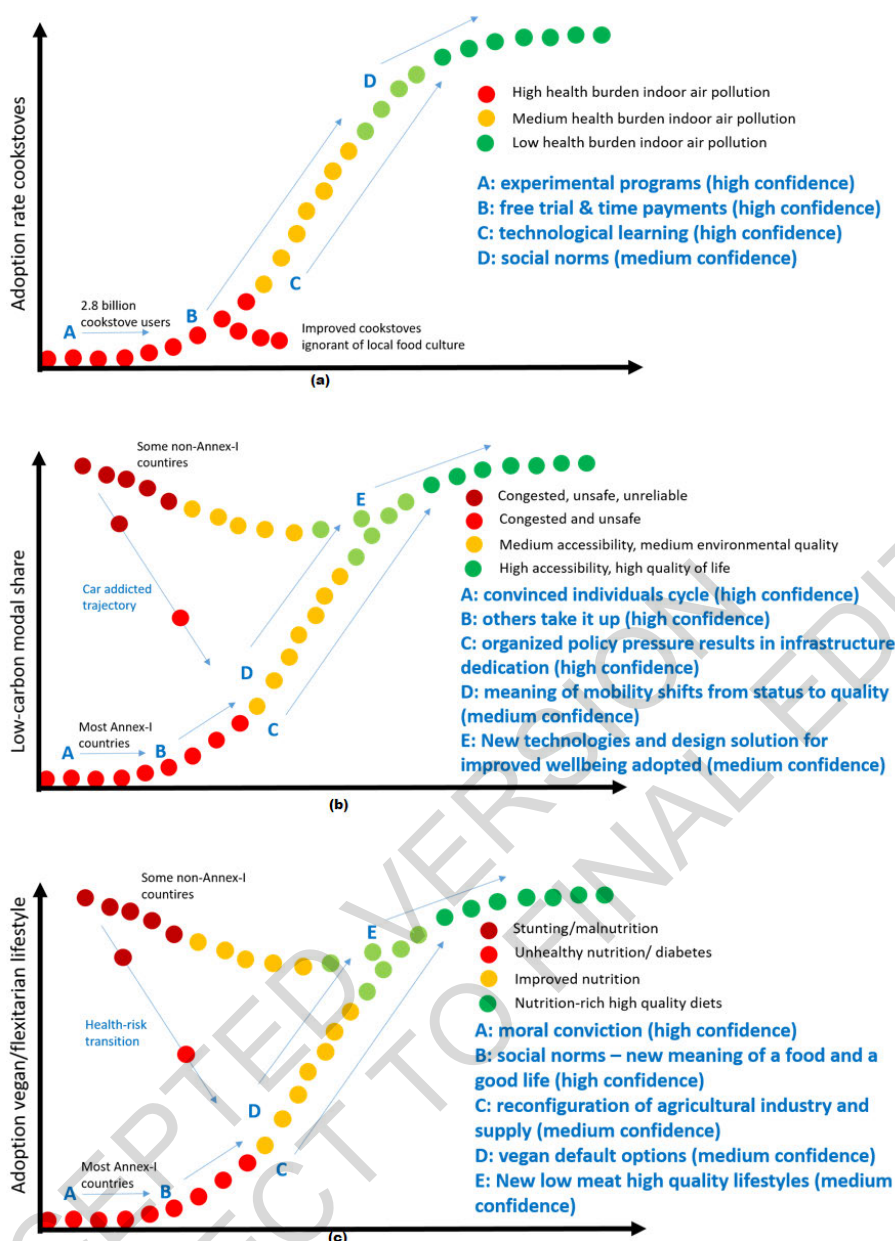 Adoption rate cookstoves
D
High health burden indoor air pollution
Medium health burden indoor air pollution
Low health burden indoor air pollution
A: experimental programs (high confidence)
B: free trial & time payments (high confidence)
C: technological learning (high confidence)
D: social norms (medium confidence)
C
2.8 billion
cookstove users
A
B
Improved cookstoves
ignorant of local food culture
(a)
Low-carbon modal share
Some non-Annex-I
countires
E
Congested, unsafe, unreliable
Congested and unsafe
Medium accessibility, medium environmental quality
High accessibility, high quality of life
A: convinced individuals cycle (high confidence)
B: others take it up (high confidence)
C: organized policy pressure results in infrastructure
dedication (high confidence)
D: meaning of mobility shifts from status to quality
(medium confidence)
E: New technologies and design solution for
improved wellbeing adopted (medium confidence)
Car addicted
trajectory
D
Most Annex-I
countries
A
B
C
(b)
Adoption vegan/flexitarian lifestyle
Some non-Annex-I
countires
E
Stunting/malnutrition
Unhealthy nutrition/ diabetes
Improved nutrition
Nutrition-rich high quality diets
A: moral conviction (high confidence)
B: social norms – new meaning of a food and a
good life (high confidence)
C: reconfiguration of agricultural industry and
supply (medium confidence)
D: vegan default options (medium confidence)
E: New low meat high quality lifestyles (medium
confidence)
Health-risk
transition
D
Most Annex-I
countries
A
B
C
(c)
VERSION
TO FINAL